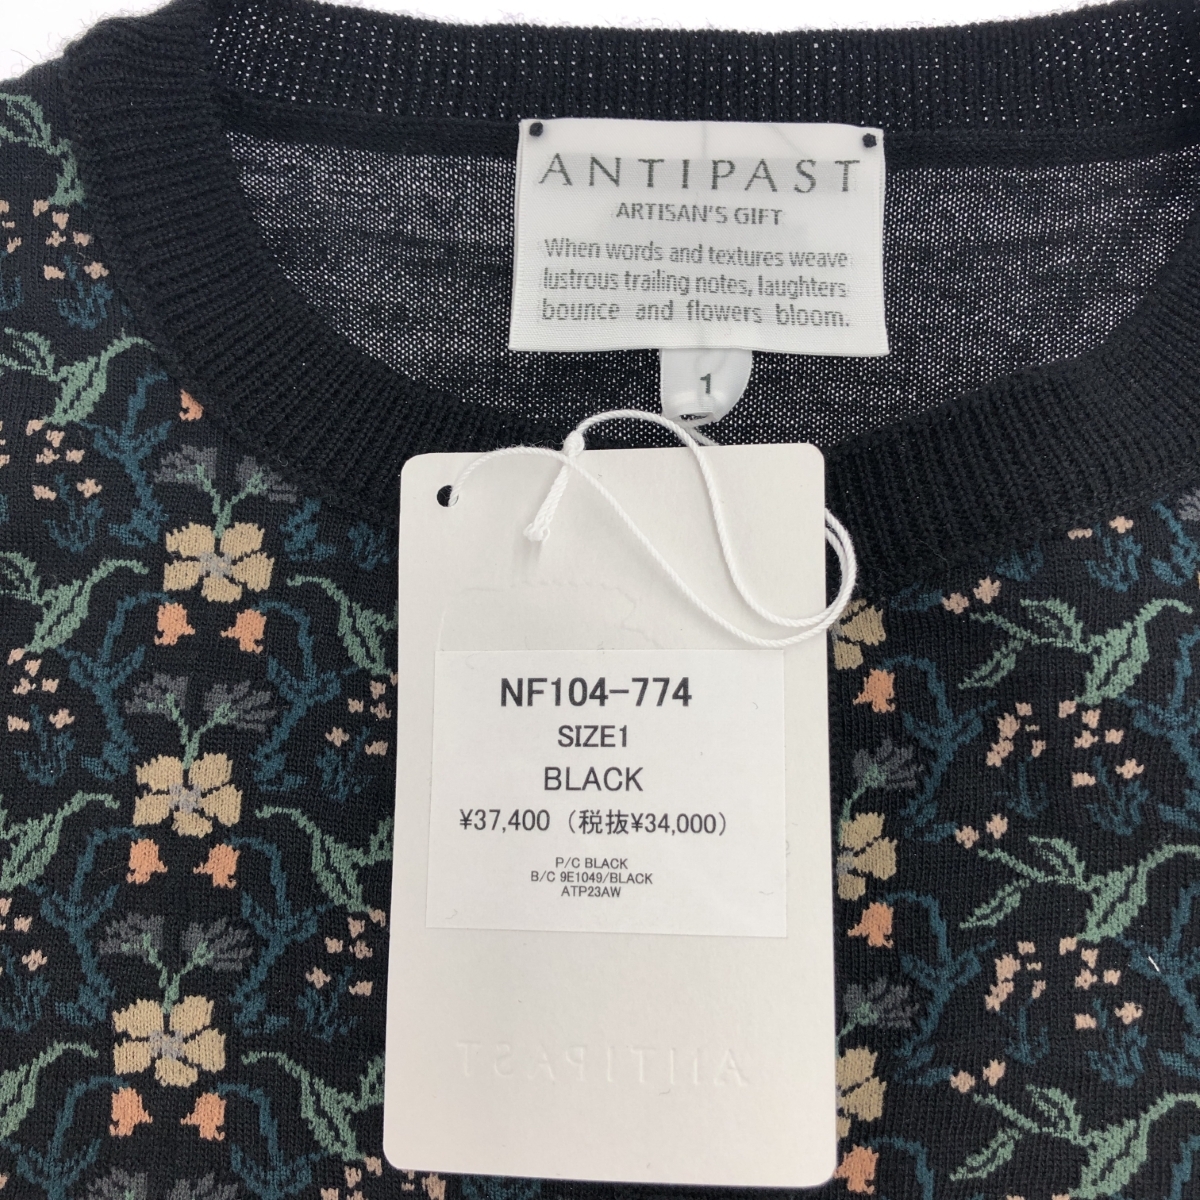 ANTIPAST
ARTISAN'S GIFT
When words and textures weave
lustrous trailing notes, laughters
bounce and flowers bloom.
1
NF104-774
SIZE1
BLACK
¥37,400（税抜¥34,000）
P/C BLACK
B/C 9E1049/BLACK
ATP23AW
ANTIPAST